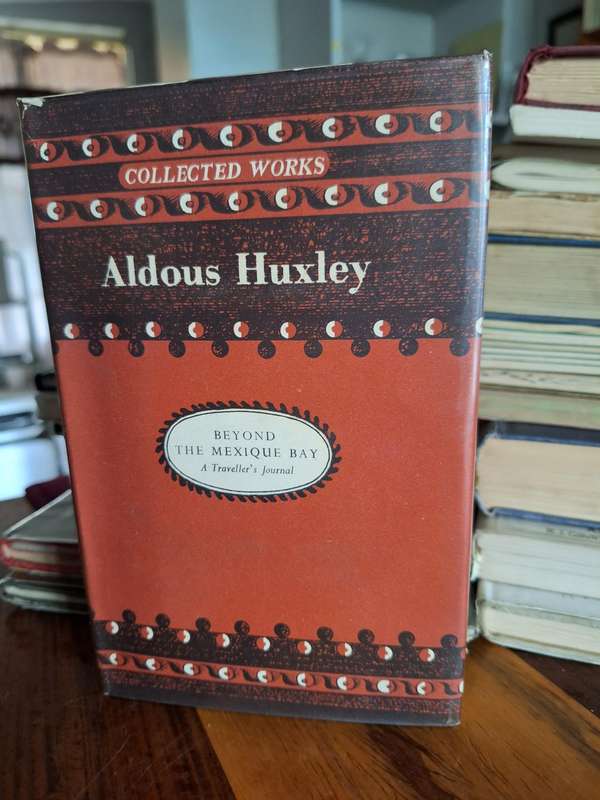 COLLECTED WORKS
Aldous Huxley
BEYOND
THE MEXIQUE BAY
A Traveller's Journal